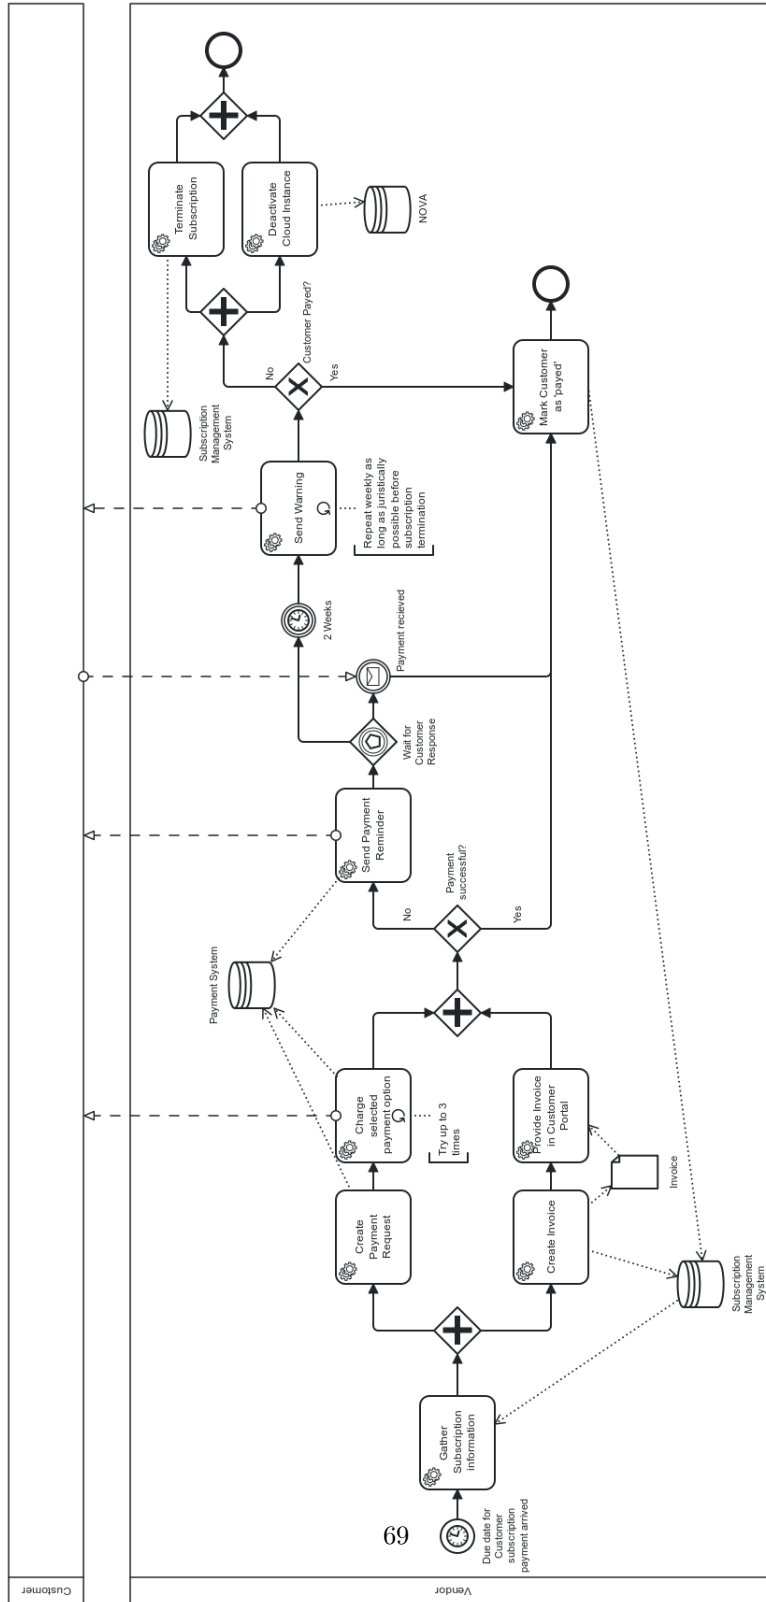 Customer
Vendor
Due date for
Customer
subscription
payment arrived
Gather
Subscription
information
Create
Payment
Request
Charge
selected
payment option
Try up to 3
times
Payment System
Create Invoice
Provide Invoice
in Customer
Portal
Invoice
Subscription
Management
System
Payment
successful?
No
Yes
Send Payment
Reminder
Wait for
Customer
Response
Payment recieved
2 Weeks
Send Warning
Repeat weekly as
long as juristically
possible before
subscription
termination
Customer Payed?
No
Yes
Mark Customer
as 'payed'
Subscription
Management
System
Terminate
Subscription
Deactivate
Cloud Instance
NOVA
69